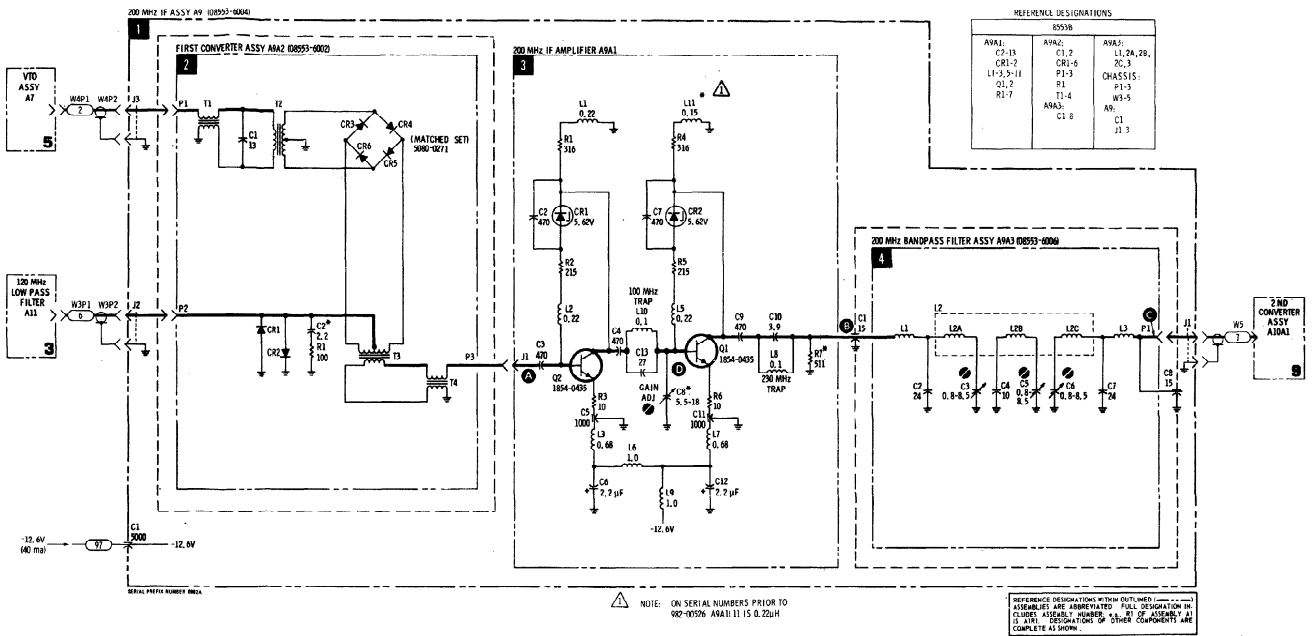 200 MHz IF ASSY A9 (08553-6004)
1
FIRST CONVERTER ASSY A9A2 (08553-6002)
2
200 MHz IF AMPLIFIER A9A1
3
REFERENCE DESIGNATIONS
8553B
A9A1:
C2-13
CR1-2
L1-3,5-11
Q1,2
R1-7
A9A2:
C1,2
CR1-6
P1-3
R1
T1-4
A9A3:
C1-8
A9A3:
L1,2A,2B,
2C,3
CHASSIS:
P1-3
W3-5
A9:
C1
J1-3
VTO
ASSY
A7
5
W4P1
2
W4P2
J3
P1
T1
C1
13
T2
CR3
CR4
CR6
CR5
(MATCHED SET)
5080-0271
120 MHz
LOW PASS
FILTER
A11
3
W3P1
6
W3P2
J2
P2
CR1
CR2
C2*
2.2
R1
100
T3
T4
P3
J1
A
C3
470
L1
0.22
R1
316
C2
470
CR1
5.62V
R2
215
L2
0.22
Q2
1854-0435
C4
470
100 MHz
TRAP
L10
0.1
C13
27
GAIN
ADJ
C8*
5.5-18
D
*
L11
0.15
R4
316
C7
470
CR2
5.62V
R5
215
L5
0.22
Q1
1854-0435
C9
470
C10
3.9
L8
0.1
230 MHz
TRAP
R7*
511
R3
10
C5
1000
L3
0.68
L6
1.0
C6
2.2 µF
L9
1.0
-12.6V
R6
10
C11
1000
L7
0.68
C12
2.2 µF
B
C1
15
200 MHz BANDPASS FILTER ASSY A9A3 (08553-6006)
4
L1
L2
L2A
L2B
L2C
L3
P1
C
C2
24
C3
0.8-8.5
C4
10
C5
0.8-
8.5
C6
0.8-8.5
C7
24
C8
15
J1
W5
7
2 ND
CONVERTER
ASSY
A10A1
9
-12.6V
(40 ma)
97
C1
5000
-12.6V
SERIAL PREFIX NUMBER 0982A
1
NOTE: ON SERIAL NUMBERS PRIOR TO
982-00526 A9A1L11 IS 0.22µH
REFERENCE DESIGNATIONS WITHIN OUTLINED (— - — - —)
ASSEMBLIES ARE ABBREVIATED FULL DESIGNATION IN-
CLUDES ASSEMBLY NUMBER; e.g., R1 OF ASSEMBLY A1
IS A1R1. DESIGNATIONS OF OTHER COMPONENTS ARE
COMPLETE AS SHOWN.